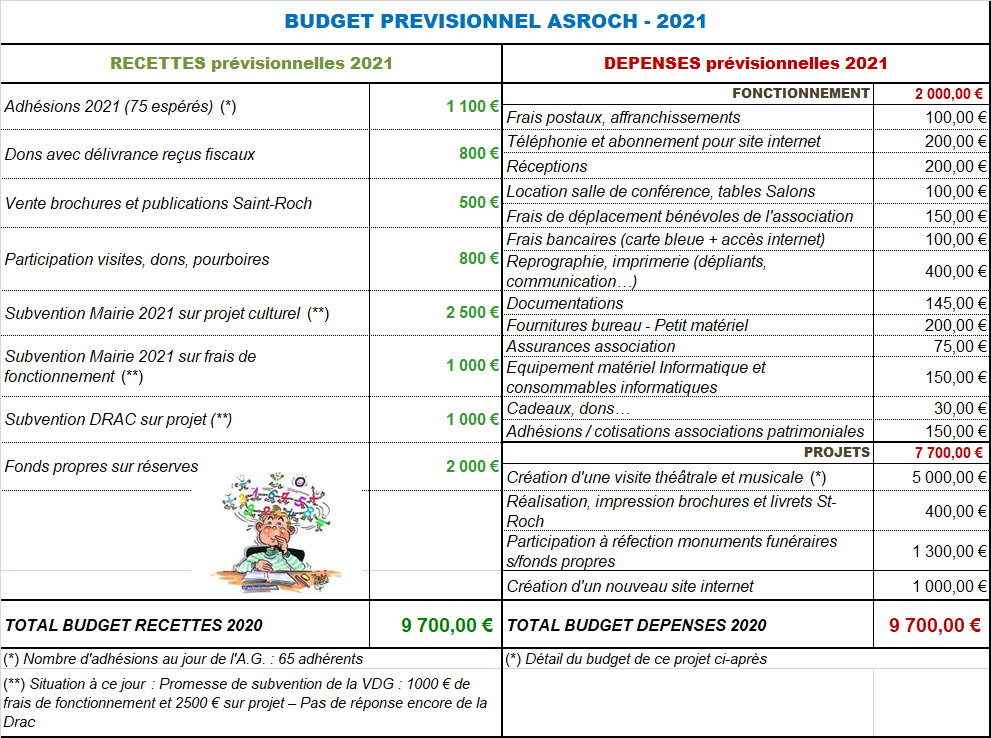 BUDGET PREVISIONNEL ASROCH - 2021
RECETTES prévisionnelles 2021
Adhésions 2021 (75 espérés) (*) 1 100 €
Dons avec délivrance reçus fiscaux 800 €
Vente brochures et publications Saint-Roch 500 €
Participation visites, dons, pourboires 800 €
Subvention Mairie 2021 sur projet culturel (**) 2 500 €
Subvention Mairie 2021 sur frais de
fonctionnement (**) 1 000 €
Subvention DRAC sur projet (**) 1 000 €
Fonds propres sur réserves 2 000 €
TOTAL BUDGET RECETTES 2020 9 700,00 €
(*) Nombre d'adhésions au jour de l'A.G. : 65 adhérents
(**) Situation à ce jour : Promesse de subvention de la VDG : 1000 € de
frais de fonctionnement et 2500 € sur projet – Pas de réponse encore de la
Drac
DEPENSES prévisionnelles 2021
FONCTIONNEMENT 2 000,00 €
Frais postaux, affranchissements 100,00 €
Téléphonie et abonnement pour site internet 200,00 €
Réceptions 200,00 €
Location salle de conférence, tables Salons 100,00 €
Frais de déplacement bénévoles de l'association 150,00 €
Frais bancaires (carte bleue + accès internet) 100,00 €
Reprographie, imprimerie (dépliants,
communication…) 400,00 €
Documentations 145,00 €
Fournitures bureau - Petit matériel 200,00 €
Assurances association 75,00 €
Equipement matériel Informatique et
consommables informatiques 150,00 €
Cadeaux, dons… 30,00 €
Adhésions / cotisations associations patrimoniales 150,00 €
PROJETS 7 700,00 €
Création d'une visite théâtrale et musicale (*) 5 000,00 €
Réalisation, impression brochures et livrets St-
Roch 400,00 €
Participation à réfection monuments funéraires
s/fonds propres 1 300,00 €
Création d'un nouveau site internet 1 000,00 €
TOTAL BUDGET DEPENSES 2020 9 700,00 €
(*) Détail du budget de ce projet ci-après